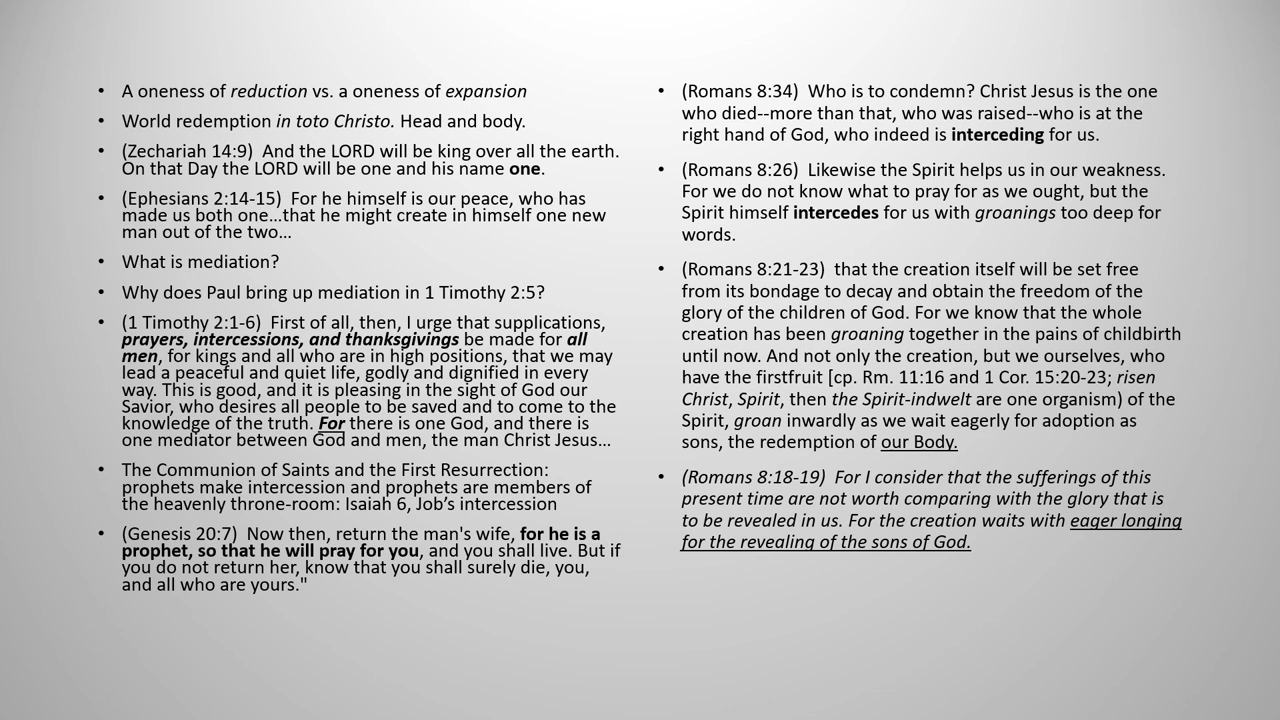 • A oneness of reduction vs. a oneness of expansion
• World redemption in toto Christo. Head and body.
• (Zechariah 14:9)  And the LORD will be king over all the earth.
On that Day the LORD will be one and his name one.
• (Ephesians 2:14-15)  For he himself is our peace, who has
made us both one…that he might create in himself one new
man out of the two…
• What is mediation?
• Why does Paul bring up mediation in 1 Timothy 2:5?
• (1 Timothy 2:1-6)  First of all, then, I urge that supplications,
prayers, intercessions, and thanksgivings be made for all
men, for kings and all who are in high positions, that we may
lead a peaceful and quiet life, godly and dignified in every
way. This is good, and it is pleasing in the sight of God our
Savior, who desires all people to be saved and to come to the
knowledge of the truth. For there is one God, and there is
one mediator between God and men, the man Christ Jesus…
• The Communion of Saints and the First Resurrection:
prophets make intercession and prophets are members of
the heavenly throne-room: Isaiah 6, Job’s intercession
• (Genesis 20:7)  Now then, return the man's wife, for he is a
prophet, so that he will pray for you, and you shall live. But if
you do not return her, know that you shall surely die, you,
and all who are yours."
• (Romans 8:34)  Who is to condemn? Christ Jesus is the one
who died--more than that, who was raised--who is at the
right hand of God, who indeed is interceding for us.
• (Romans 8:26)  Likewise the Spirit helps us in our weakness.
For we do not know what to pray for as we ought, but the
Spirit himself intercedes for us with groanings too deep for
words.
• (Romans 8:21-23)  that the creation itself will be set free
from its bondage to decay and obtain the freedom of the
glory of the children of God. For we know that the whole
creation has been groaning together in the pains of childbirth
until now. And not only the creation, but we ourselves, who
have the firstfruit [cp. Rm. 11:16 and 1 Cor. 15:20-23; risen
Christ, Spirit, then the Spirit-indwelt are one organism) of the
Spirit, groan inwardly as we wait eagerly for adoption as
sons, the redemption of our Body.
• (Romans 8:18-19)  For I consider that the sufferings of this
present time are not worth comparing with the glory that is
to be revealed in us. For the creation waits with eager longing
for the revealing of the sons of God.